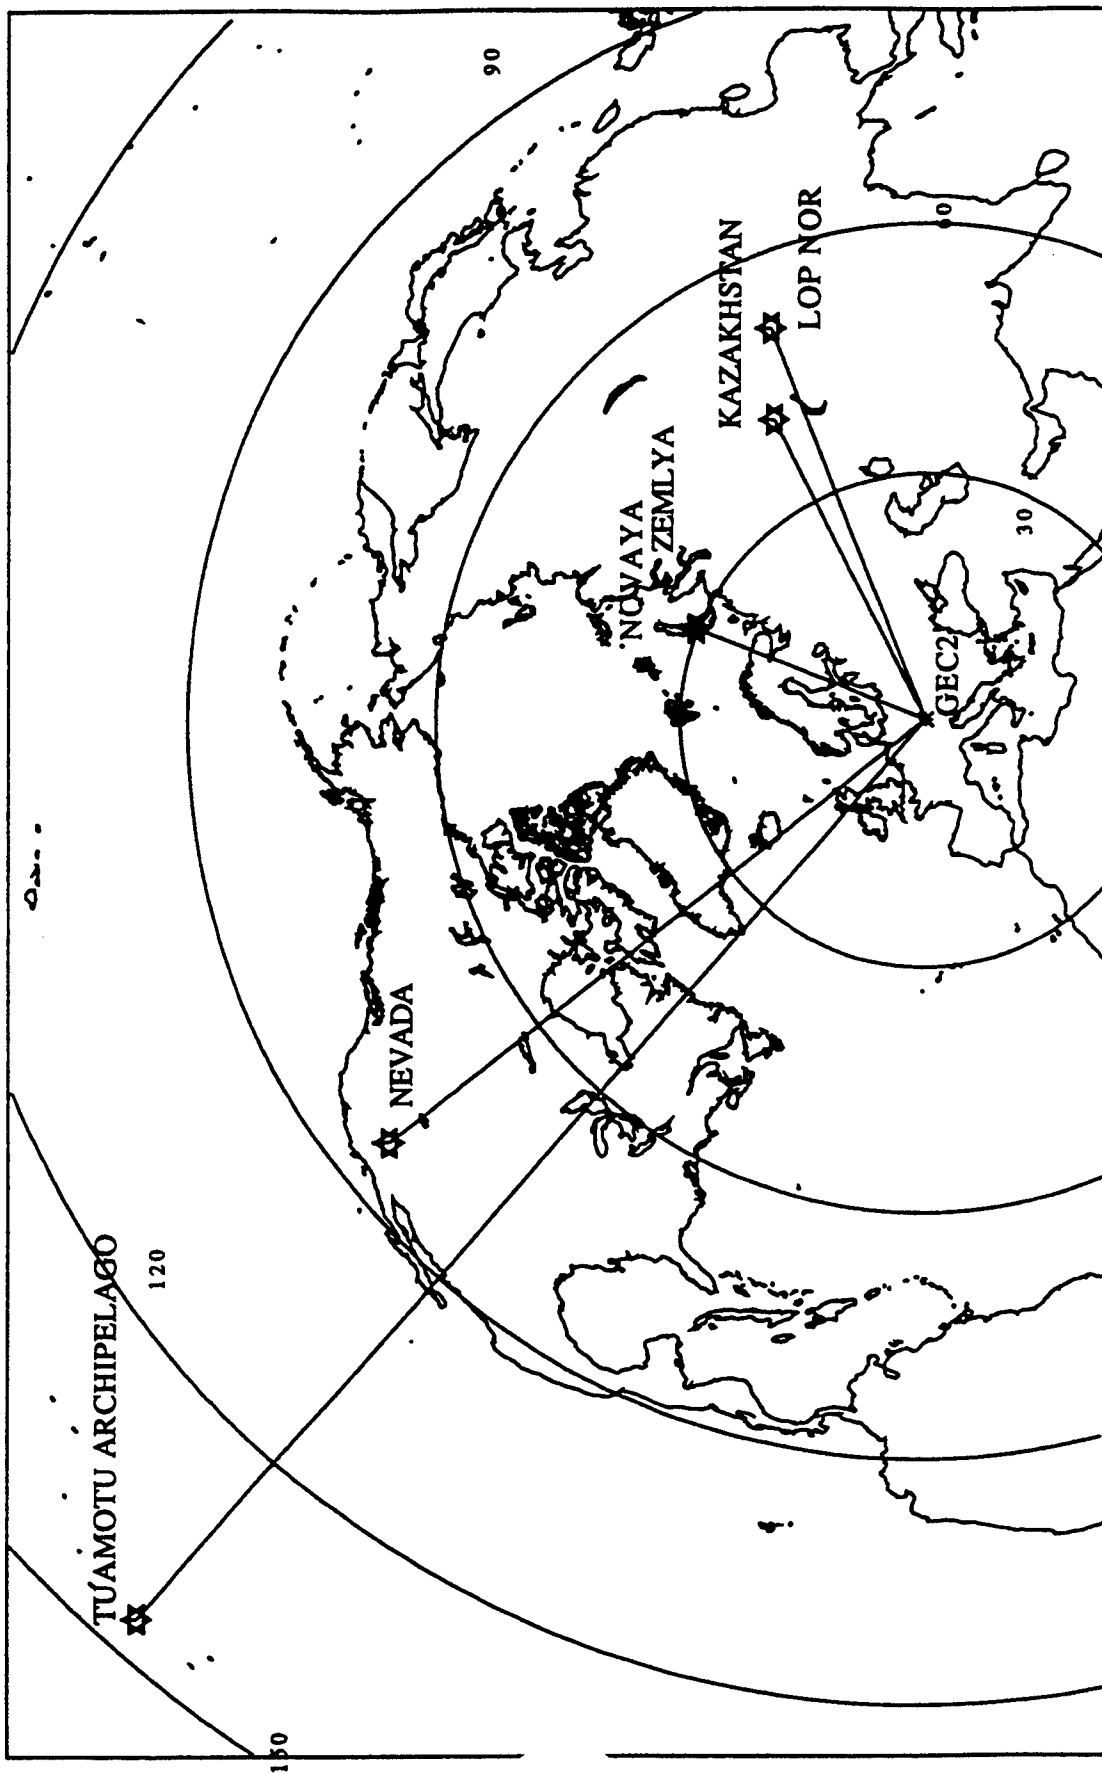 TUAMOTU ARCHIPELAGO
120
150
NEVADA
90
NOVAYA
ZEMLYA
KAZAKHSTAN
LOP NOR
60
30
GEC2